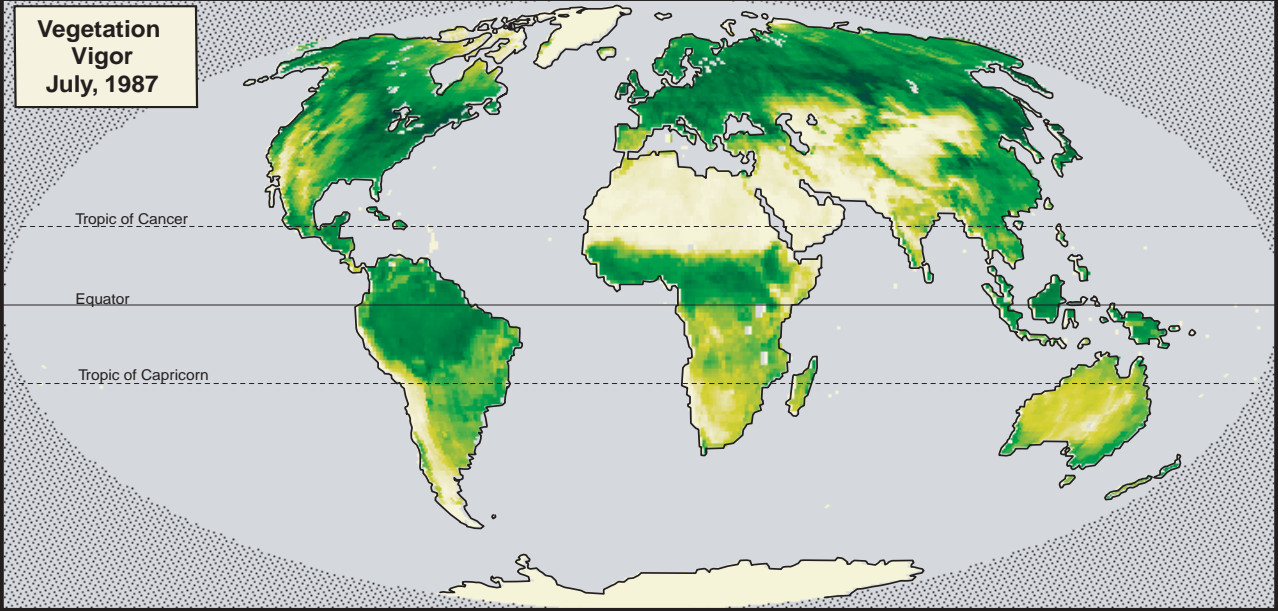 Vegetation
Vigor
July, 1987
Tropic of Cancer
Equator
Tropic of Capricorn